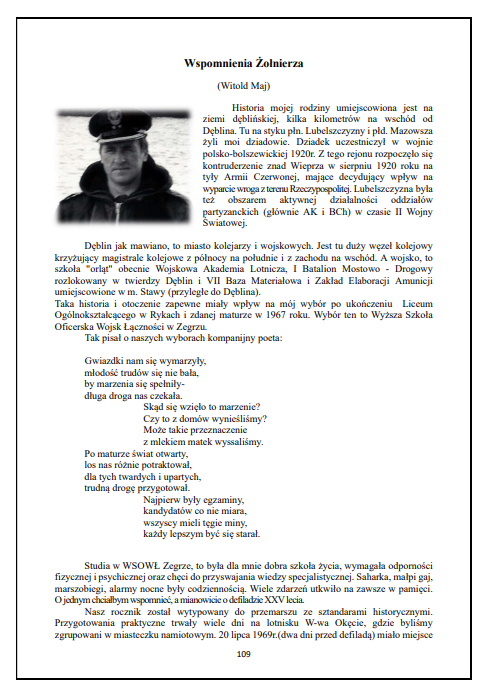 Wspomnienia Żołnierza
(Witold Maj)
Historia mojej rodziny umiejscowiona jest na
ziemi dęblińskiej, kilka kilometrów na wschód od
Dęblina. Tu na styku płn. Lubelszczyzny i płd. Mazowsza
żyli moi dziadowie. Dziadek uczestniczył w wojnie
polsko-bolszewickiej 1920r. Z tego rejonu rozpoczęło się
kontruderzenie znad Wieprza w sierpniu 1920 roku na
tyły Armii Czerwonej, mające decydujący wpływ na
wyparcie wroga z terenu Rzeczypospolitej. Lubelszczyzna była
też obszarem aktywnej działalności oddziałów
partyzanckich (głównie AK i BCh) w czasie II Wojny
Światowej.
Dęblin jak mawiano, to miasto kolejarzy i wojskowych. Jest tu duży węzeł kolejowy
krzyżujący magistrale kolejowe z północy na południe i z zachodu na wschód. A wojsko, to
szkoła "orląt" obecnie Wojskowa Akademia Lotnicza, I Batalion Mostowo - Drogowy
rozlokowany w twierdzy Dęblin i VII Baza Materiałowa i Zakład Elaboracji Amunicji
umiejscowione w m. Stawy (przyległe do Dęblina).
Taka historia i otoczenie zapewne miały wpływ na mój wybór po ukończeniu Liceum
Ogólnokształcącego w Rykach i zdanej maturze w 1967 roku. Wybór ten to Wyższa Szkoła
Oficerska Wojsk Łączności w Zegrzu.
Tak pisał o naszych wyborach kompanijny poeta:
Gwiazdki nam się wymarzyły,
młodość trudów się nie bała,
by marzenia się spełniły-
długa droga nas czekała.
Skąd się wzięło to marzenie?
Czy to z domów wynieśliśmy?
Może takie przeznaczenie
z mlekiem matek wyssaliśmy.
Po maturze świat otwarty,
los nas różnie potraktował,
dla tych twardych i upartych,
trudną drogę przygotował.
Najpierw były egzaminy,
kandydatów co nie miara,
wszyscy mieli tęgie miny,
każdy lepszym być się starał.
Studia w WSOWŁ Zegrze, to była dla mnie dobra szkoła życia, wymagała odporności
fizycznej i psychicznej oraz chęci do przyswajania wiedzy specjalistycznej. Saharka, małpi gaj,
marszobiegi, alarmy nocne były codziennością. Wiele zdarzeń utkwiło na zawsze w pamięci.
O jednym chciałbym wspomnieć, a mianowicie o defiladzie XXV lecia.
Nasz rocznik został wytypowany do przemarszu ze sztandarami historycznymi.
Przygotowania praktyczne trwały wiele dni na lotnisku W-wa Okęcie, gdzie byliśmy
zgrupowani w miasteczku namiotowym. 20 lipca 1969r.(dwa dni przed defiladą) miało miejsce
109